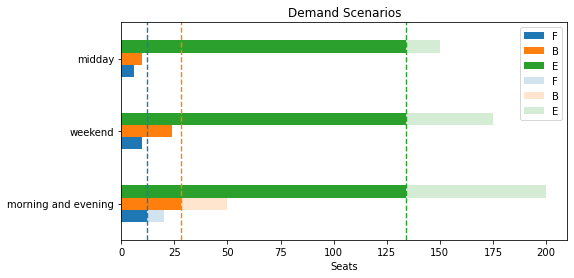 Demand Scenarios
F
B
E
F
B
E
midday
weekend
morning and evening
0 25 50 75 100 125 150 175 200
Seats